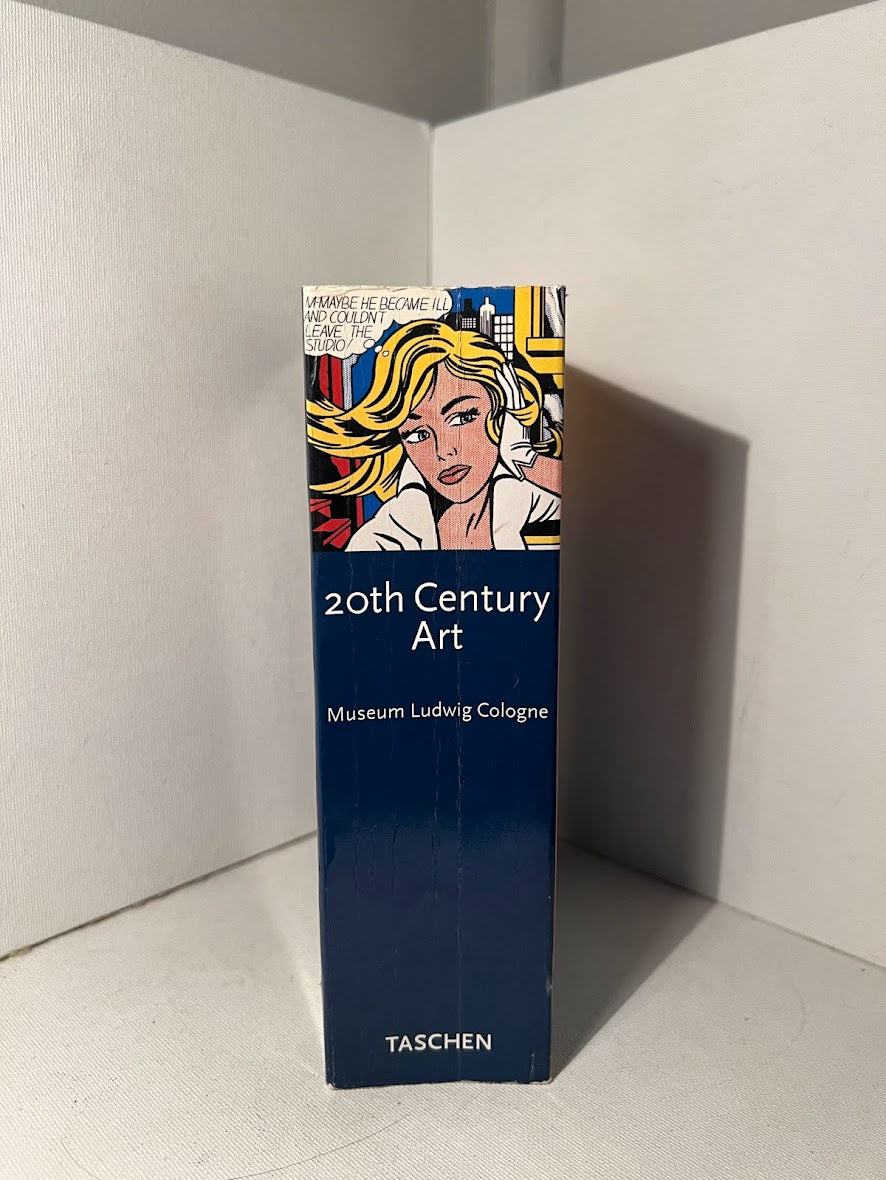 M-MAYBE HE BECAME ILL
AND COULDN'T
LEAVE THE
STUDIO!
20th Century
Art
Museum Ludwig Cologne
TASCHEN